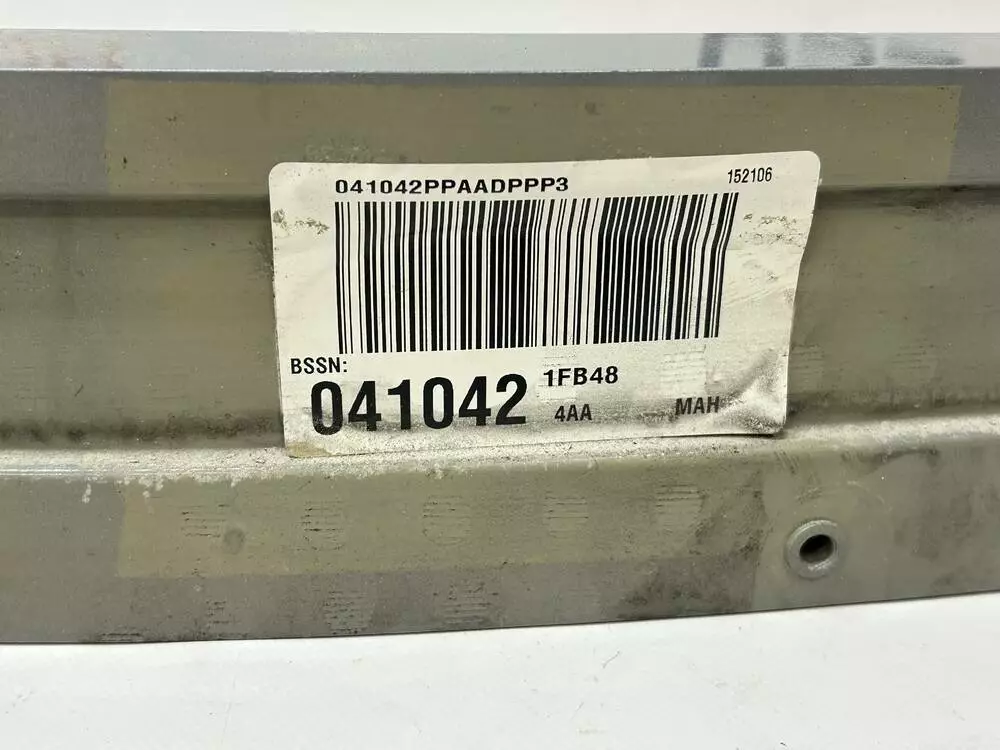 041042PPAADPPP3
152106
BSSN:
041042
1FB48
4AA
MAH